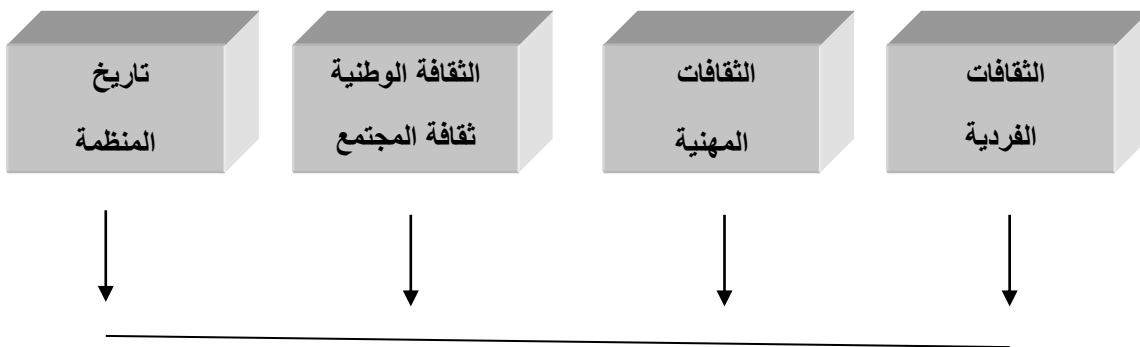 الثقافات
الفردية
الثقافات
المهنية
الثقافة الوطنية
ثقافة المجتمع
تاريخ
المنظمة